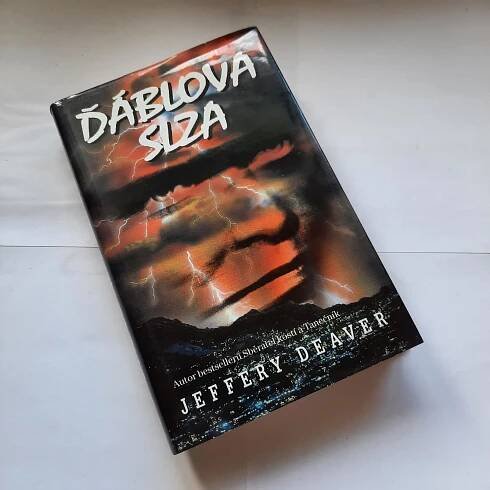 ĎÁBLOVA
SLZA
Autor bestsellerů Sběratel kostí a Tanečník
JEFFERY DEAVER